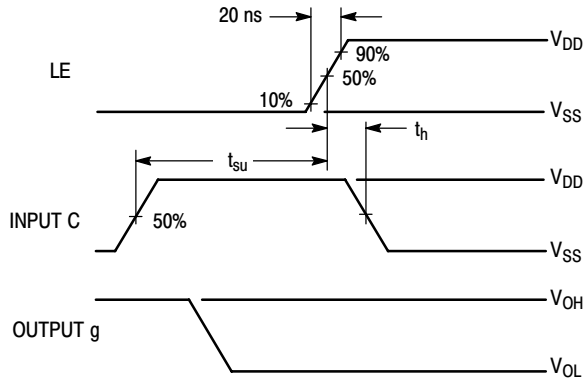 20 ns
V_DD
LE
90%
50%
10%
V_SS
t_h
t_su
V_DD
INPUT C
50%
V_SS
V_OH
OUTPUT g
V_OL